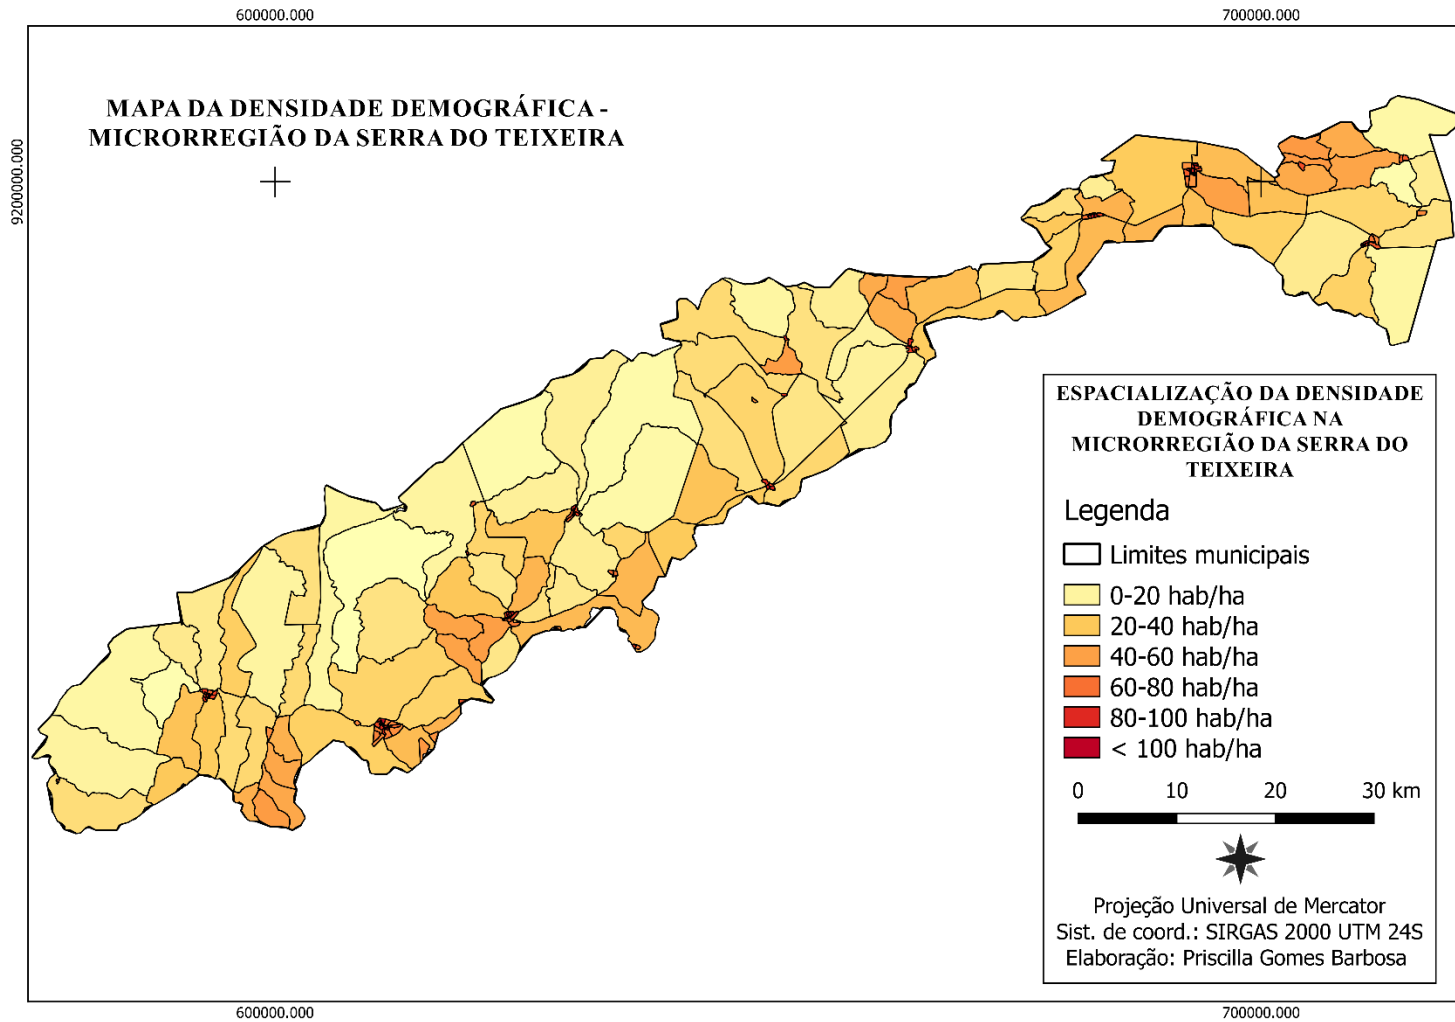 600000.000
700000.000
MAPA DA DENSIDADE DEMOGRÁFICA -
MICRORREGIÃO DA SERRA DO TEIXEIRA
9200000.000
ESPACIALIZAÇÃO DA DENSIDADE
DEMOGRÁFICA NA
MICRORREGIÃO DA SERRA DO
TEIXEIRA
Legenda
Limites municipais
0-20 hab/ha
20-40 hab/ha
40-60 hab/ha
60-80 hab/ha
80-100 hab/ha
< 100 hab/ha
0 10 20 30 km
Projeção Universal de Mercator
Sist. de coord.: SIRGAS 2000 UTM 24S
Elaboração: Priscilla Gomes Barbosa
600000.000
700000.000